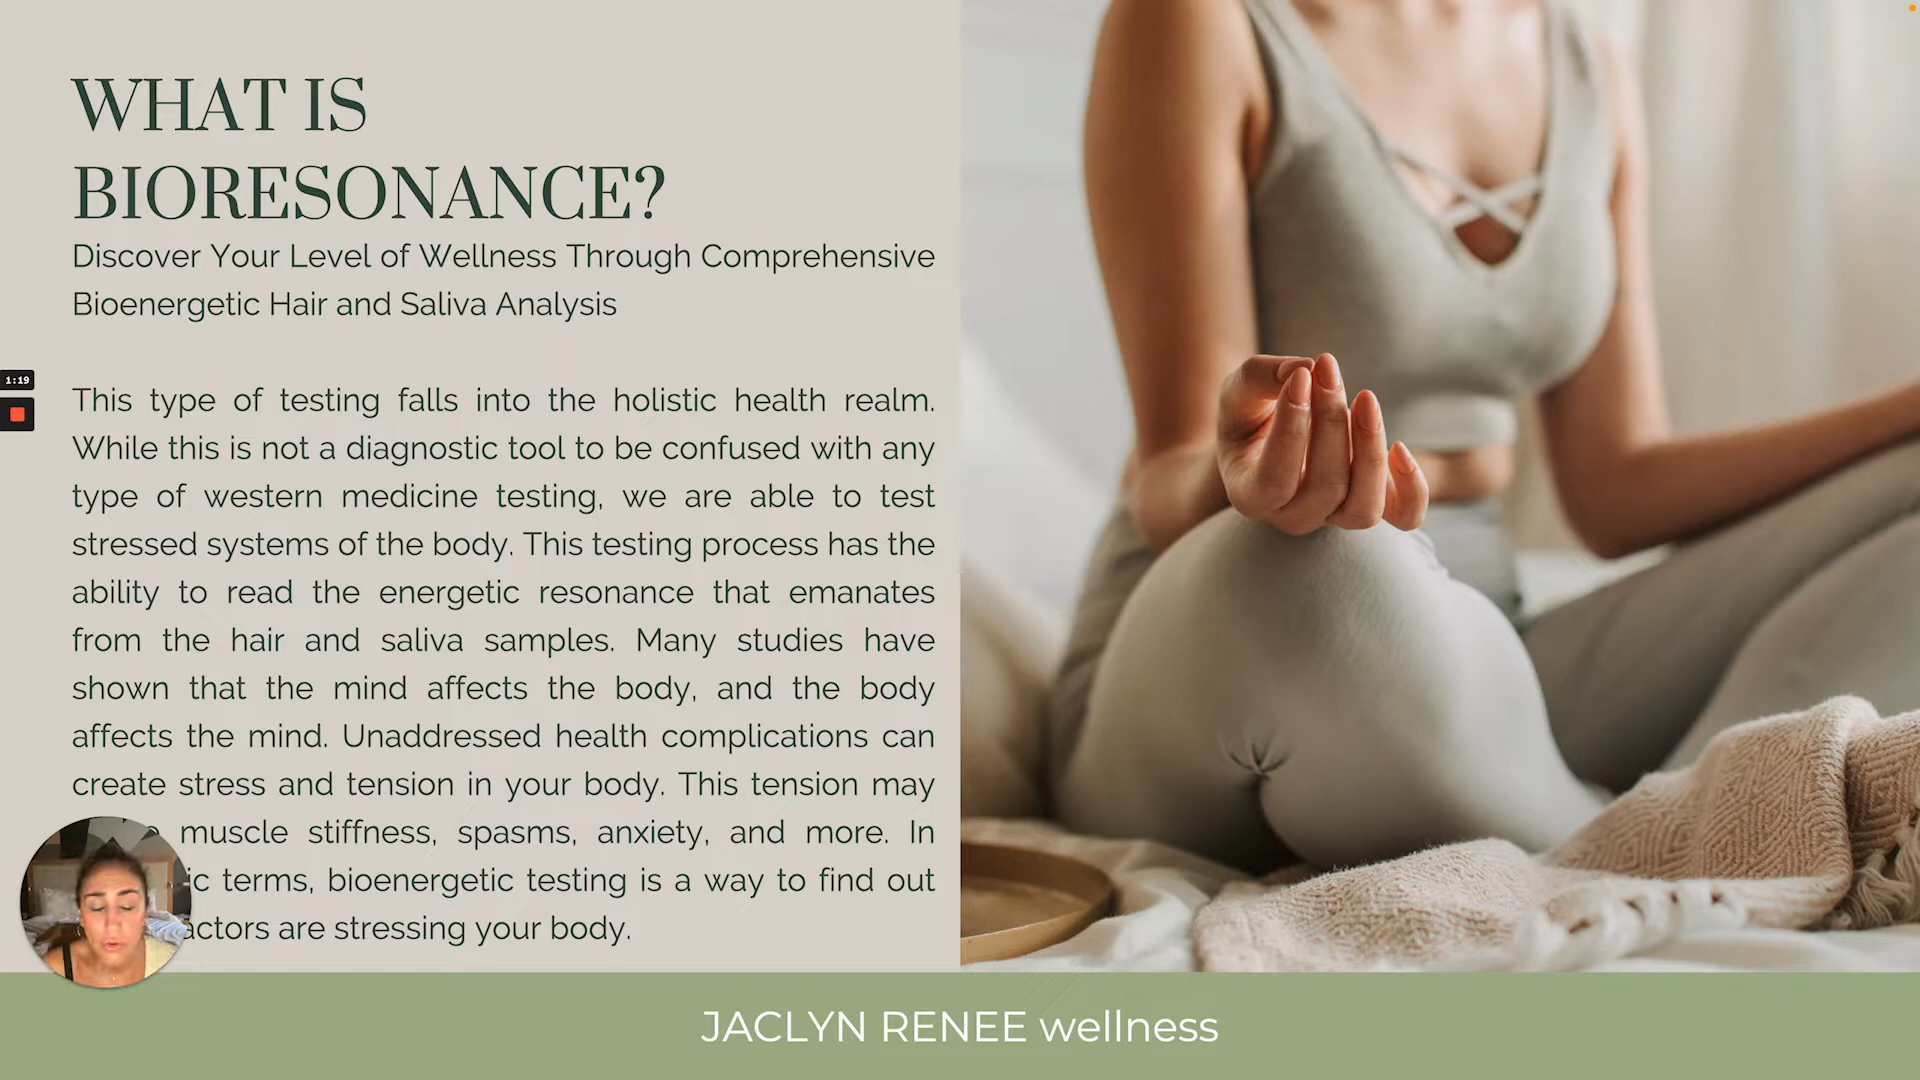 WHAT IS
BIORESONANCE?
Discover Your Level of Wellness Through Comprehensive
Bioenergetic Hair and Saliva Analysis
1:19
This type of testing falls into the holistic health realm.
While this is not a diagnostic tool to be confused with any
type of western medicine testing, we are able to test
stressed systems of the body. This testing process has the
ability to read the energetic resonance that emanates
from the hair and saliva samples. Many studies have
shown that the mind affects the body, and the body
affects the mind. Unaddressed health complications can
create stress and tension in your body. This tension may
muscle stiffness, spasms, anxiety, and more. In
terms, bioenergetic testing is a way to find out
are stressing your body.
JACLYN RENEE wellness